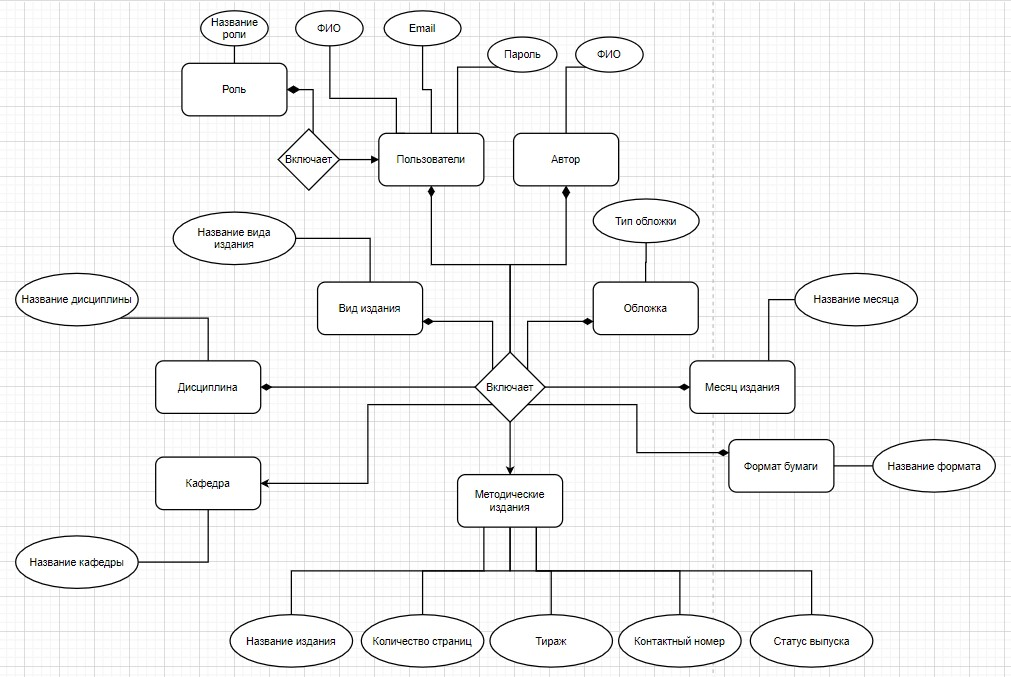 Название
роли
ФИО
Email
Пароль
ФИО
Роль
Включает
Пользователи
Автор
Название вида
издания
Тип обложки
Название дисциплины
Вид издания
Обложка
Название месяца
Дисциплина
Включает
Месяц издания
Кафедра
Методические
издания
Формат бумаги
Название формата
Название кафедры
Название издания
Количество страниц
Тираж
Контактный номер
Статус выпуска